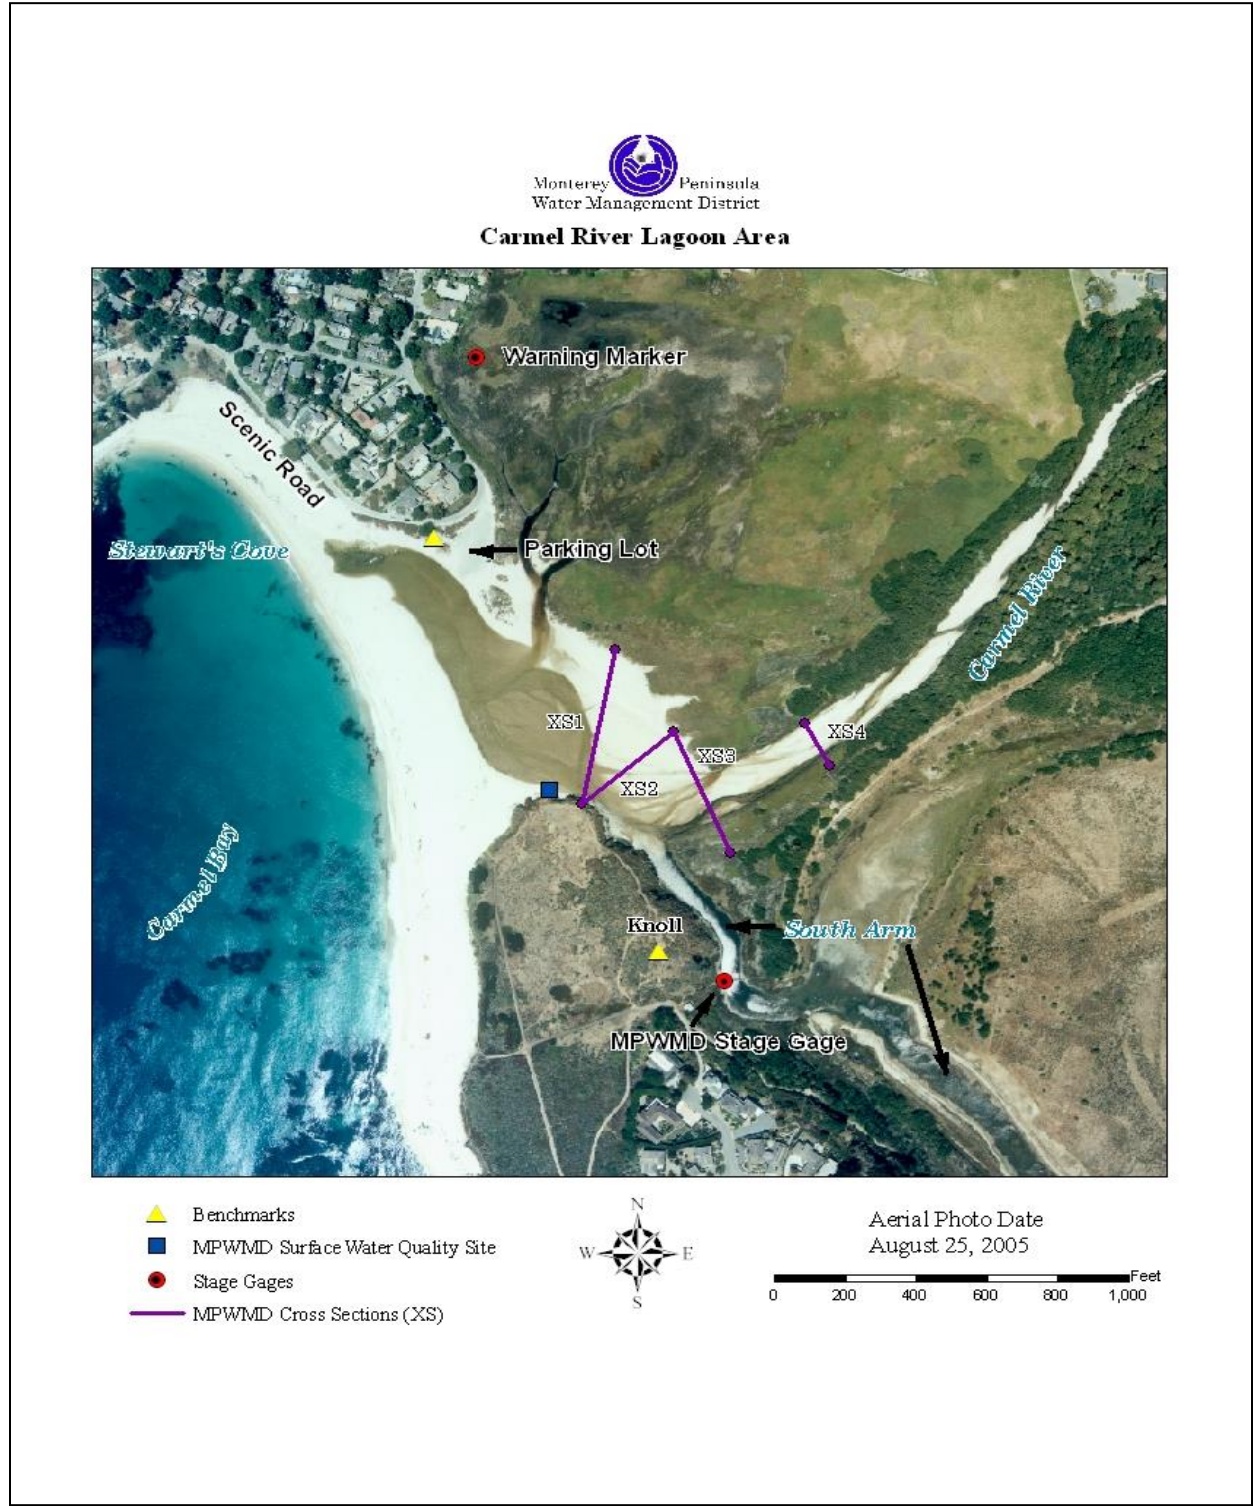 Monterey Peninsula
Water Management District
Carmel River Lagoon Area
Warning Marker
Scenic Road
Stewart's Cove
Parking Lot
Carmel River
XS1
XS4
XS3
XS2
Carmel Bay
Knoll
South Arm
MPWMD Stage Gage
Benchmarks
MPWMD Surface Water Quality Site
Stage Gages
MPWMD Cross Sections (XS)
N
W E
S
Aerial Photo Date
August 25, 2005
Feet
0 200 400 600 800 1,000